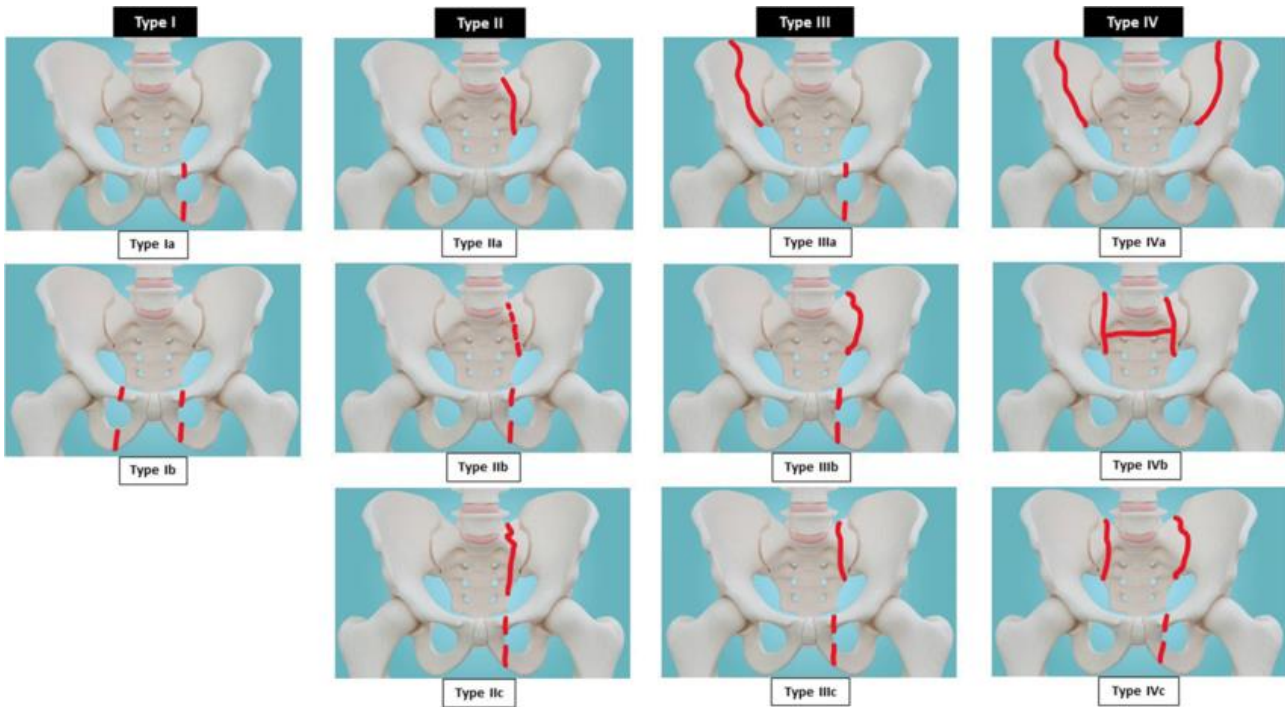 Type I
Type II
Type III
Type IV
Type Ia
Type IIa
Type IIIa
Type IVa
Type Ib
Type IIb
Type IIIb
Type IVb
Type IIc
Type IIIc
Type IVc